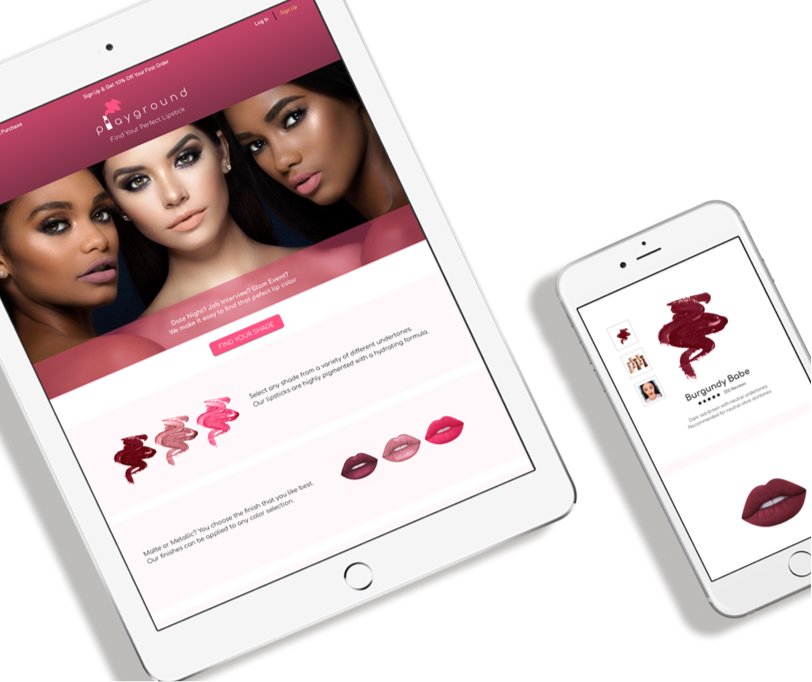 Log In | Sign Up
Sign Up & Get 10% Off Your First Order
Purchase
playground
Find Your Perfect Lipstick
Date Night? Job Interview? Glam Event?
We make it easy to find that pefect lip color
FIND YOUR SHADE
Select any shade from a variety of different undertones.
Our lipsticks are highly pigmented with a hydrating formula.
Matte or Metallic? You choose the finish that you like best.
Our finishes can be applied to any color selection.
Burgundy Babe
Reviews
Dark red-brown with neutral undertones
Recommended for neutral-olive skintones